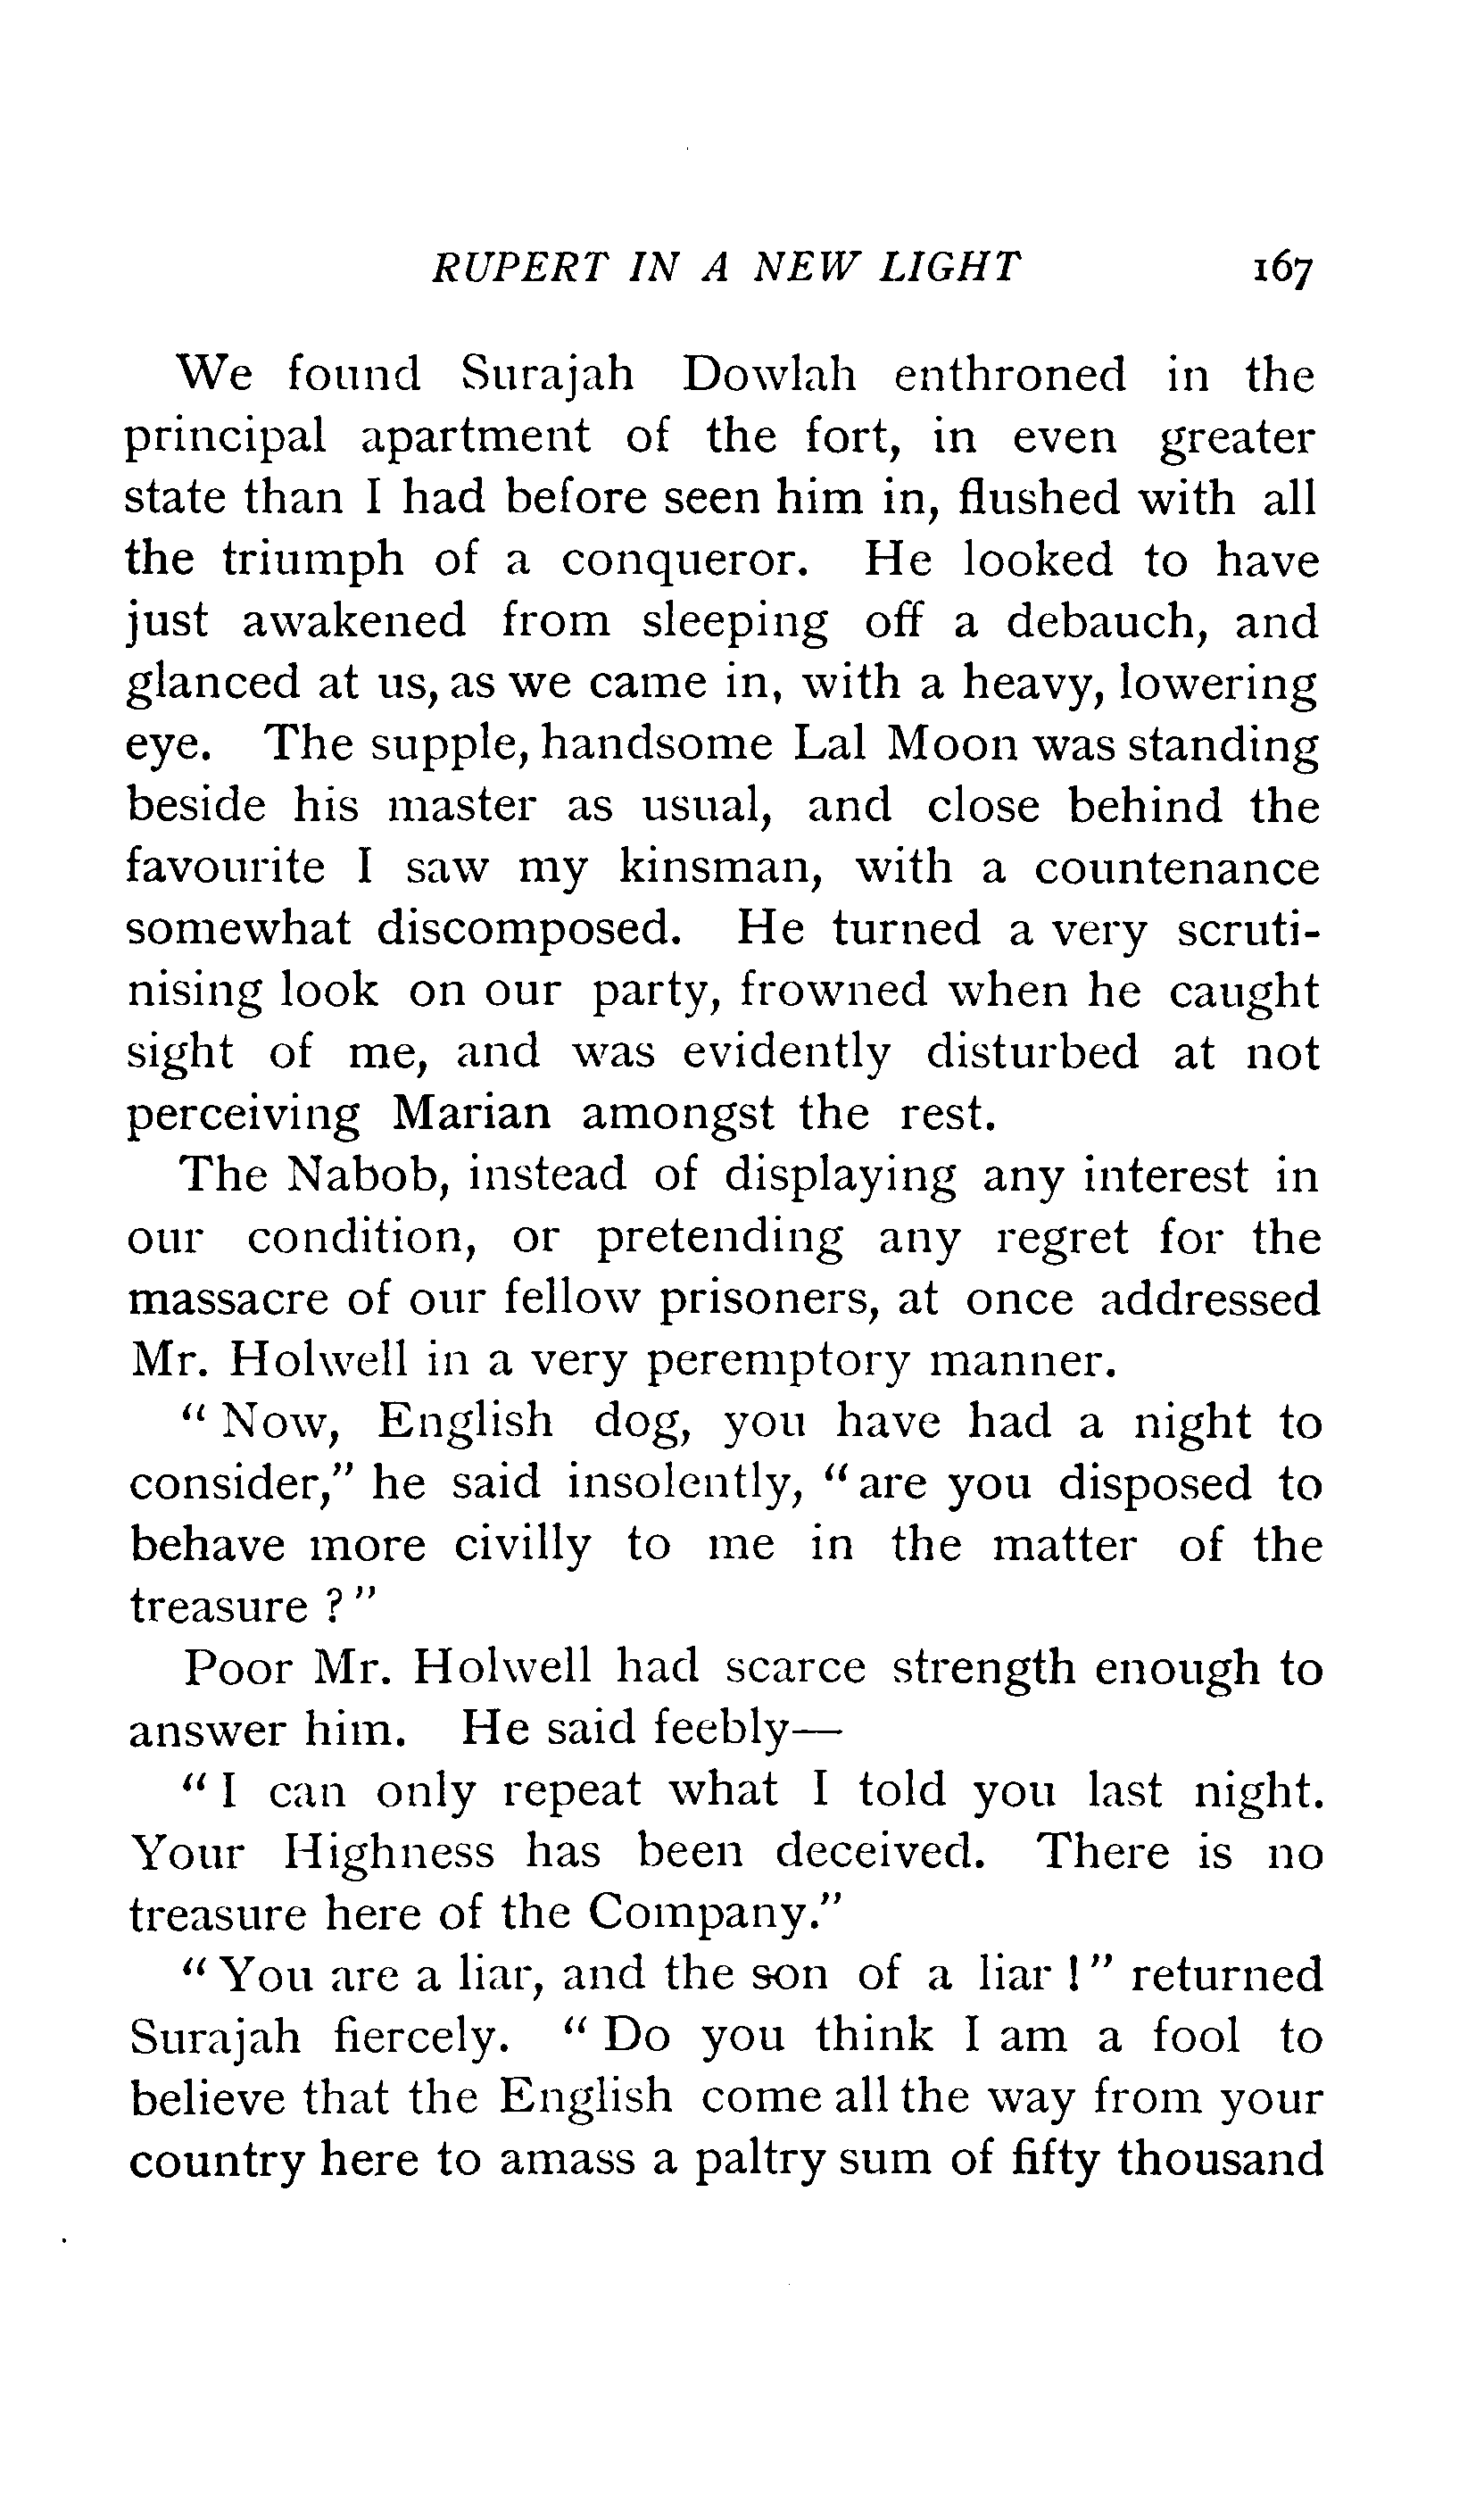 RUPERT IN A NEW LIGHT 167
We found Surajah Dowlah enthroned in the
principal apartment of the fort, in even greater
state than I had before seen him in, flushed with all
the triumph of a conqueror. He looked to have
just awakened from sleeping off a debauch, and
glanced at us, as we came in, with a heavy, lowering
eye. The supple, handsome Lal Moon was standing
beside his master as usual, and close behind the
favourite I saw my kinsman, with a countenance
somewhat discomposed. He turned a very scruti-
nising look on our party, frowned when he caught
sight of me, and was evidently disturbed at not
perceiving Marian amongst the rest.
The Nabob, instead of displaying any interest in
our condition, or pretending any regret for the
massacre of our fellow prisoners, at once addressed
Mr. Holwell in a very peremptory manner.
"Now, English dog, you have had a night to
consider," he said insolently, "are you disposed to
behave more civilly to me in the matter of the
treasure ?"
Poor Mr. Holwell had scarce strength enough to
answer him. He said feebly—
"I can only repeat what I told you last night.
Your Highness has been deceived. There is no
treasure here of the Company."
"You are a liar, and the son of a liar !" returned
Surajah fiercely. "Do you think I am a fool to
believe that the English come all the way from your
country here to amass a paltry sum of fifty thousand